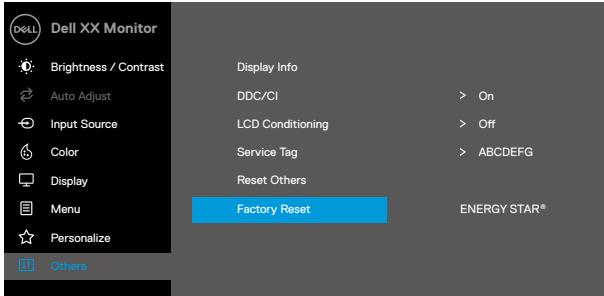 DELL Dell XX Monitor
Brightness / Contrast
Auto Adjust
Input Source
Color
Display
Menu
Personalize
Others
Display Info
DDC/CI > On
LCD Conditioning > Off
Service Tag > ABCDEFG
Reset Others
Factory Reset ENERGY STAR®